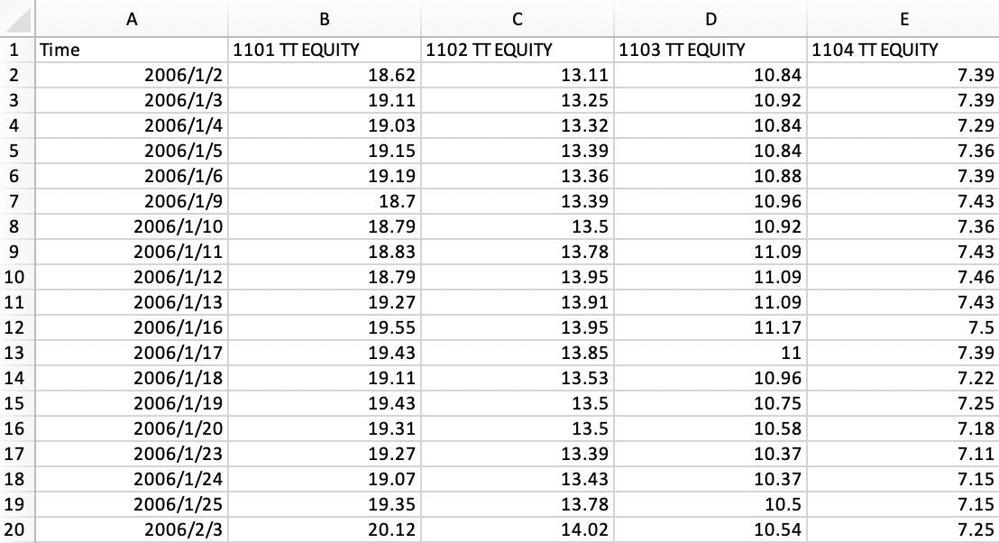 A B C D E
1 Time 1101 TT EQUITY 1102 TT EQUITY 1103 TT EQUITY 1104 TT EQUITY
2 2006/1/2 18.62 13.11 10.84 7.39
3 2006/1/3 19.11 13.25 10.92 7.39
4 2006/1/4 19.03 13.32 10.84 7.29
5 2006/1/5 19.15 13.39 10.84 7.36
6 2006/1/6 19.19 13.36 10.88 7.39
7 2006/1/9 18.7 13.39 10.96 7.43
8 2006/1/10 18.79 13.5 10.92 7.36
9 2006/1/11 18.83 13.78 11.09 7.43
10 2006/1/12 18.79 13.95 11.09 7.46
11 2006/1/13 19.27 13.91 11.09 7.43
12 2006/1/16 19.55 13.95 11.17 7.5
13 2006/1/17 19.43 13.85 11 7.39
14 2006/1/18 19.11 13.53 10.96 7.22
15 2006/1/19 19.43 13.5 10.75 7.25
16 2006/1/20 19.31 13.5 10.58 7.18
17 2006/1/23 19.27 13.39 10.37 7.11
18 2006/1/24 19.07 13.43 10.37 7.15
19 2006/1/25 19.35 13.78 10.5 7.15
20 2006/2/3 20.12 14.02 10.54 7.25